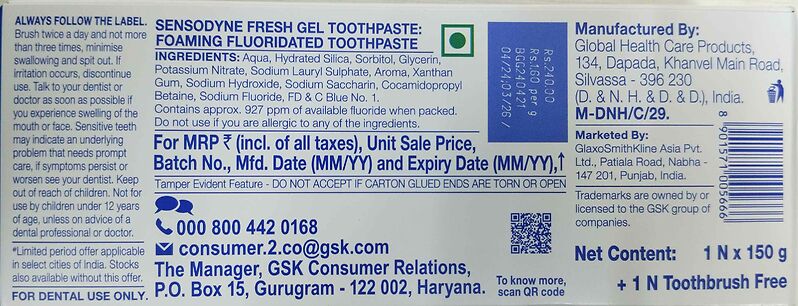 ALWAYS FOLLOW THE LABEL.
Brush twice a day and not more
than three times, minimise
swallowing and spit out. If
irritation occurs, discontinue
use. Talk to your dentist or
doctor as soon as possible if
you experience swelling of the
mouth or face. Sensitive teeth
may indicate an underlying
problem that needs prompt
care, if symptoms persist or
worsen see your dentist. Keep
out of reach of children. Not for
use by children under 12 years
of age, unless on advice of a
dental professional or doctor.
*Limited period offer applicable
in select cities of India. Stocks
also available without this offer.
FOR DENTAL USE ONLY.
SENSODYNE FRESH GEL TOOTHPASTE:
FOAMING FLUORIDATED TOOTHPASTE
INGREDIENTS: Aqua, Hydrated Silica, Sorbitol, Glycerin,
Potassium Nitrate, Sodium Lauryl Sulphate, Aroma, Xanthan
Gum, Sodium Hydroxide, Sodium Saccharin, Cocamidopropyl
Betaine, Sodium Fluoride, FD & C Blue No. 1.
Contains approx. 927 ppm of available fluoride when packed.
Do not use if you are allergic to any of the ingredients.
For MRP ₹ (incl. of all taxes), Unit Sale Price,
Batch No., Mfd. Date (MM/YY) and Expiry Date (MM/YY),↑
Tamper Evident Feature - DO NOT ACCEPT IF CARTON GLUED ENDS ARE TORN OR OPEN
Rs.240.00
Rs1.60 per g
BGG240421
04/24,03/26/
000 800 442 0168
consumer.2.co@gsk.com
The Manager, GSK Consumer Relations,
P.O. Box 15, Gurugram - 122 002, Haryana.
To know more,
scan QR code
Manufactured By:
Global Health Care Products,
134, Dapada, Khanvel Main Road,
Silvassa - 396 230
(D. & N. H. & D. & D.), India.
M-DNH/C/29.
Marketed By:
GlaxoSmithKline Asia Pvt.
Ltd., Patiala Road, Nabha -
147 201, Punjab, India.
Trademarks are owned by or
licensed to the GSK group of
companies.
8 901571 005666
Net Content: 1 N x 150 g
+ 1 N Toothbrush Free